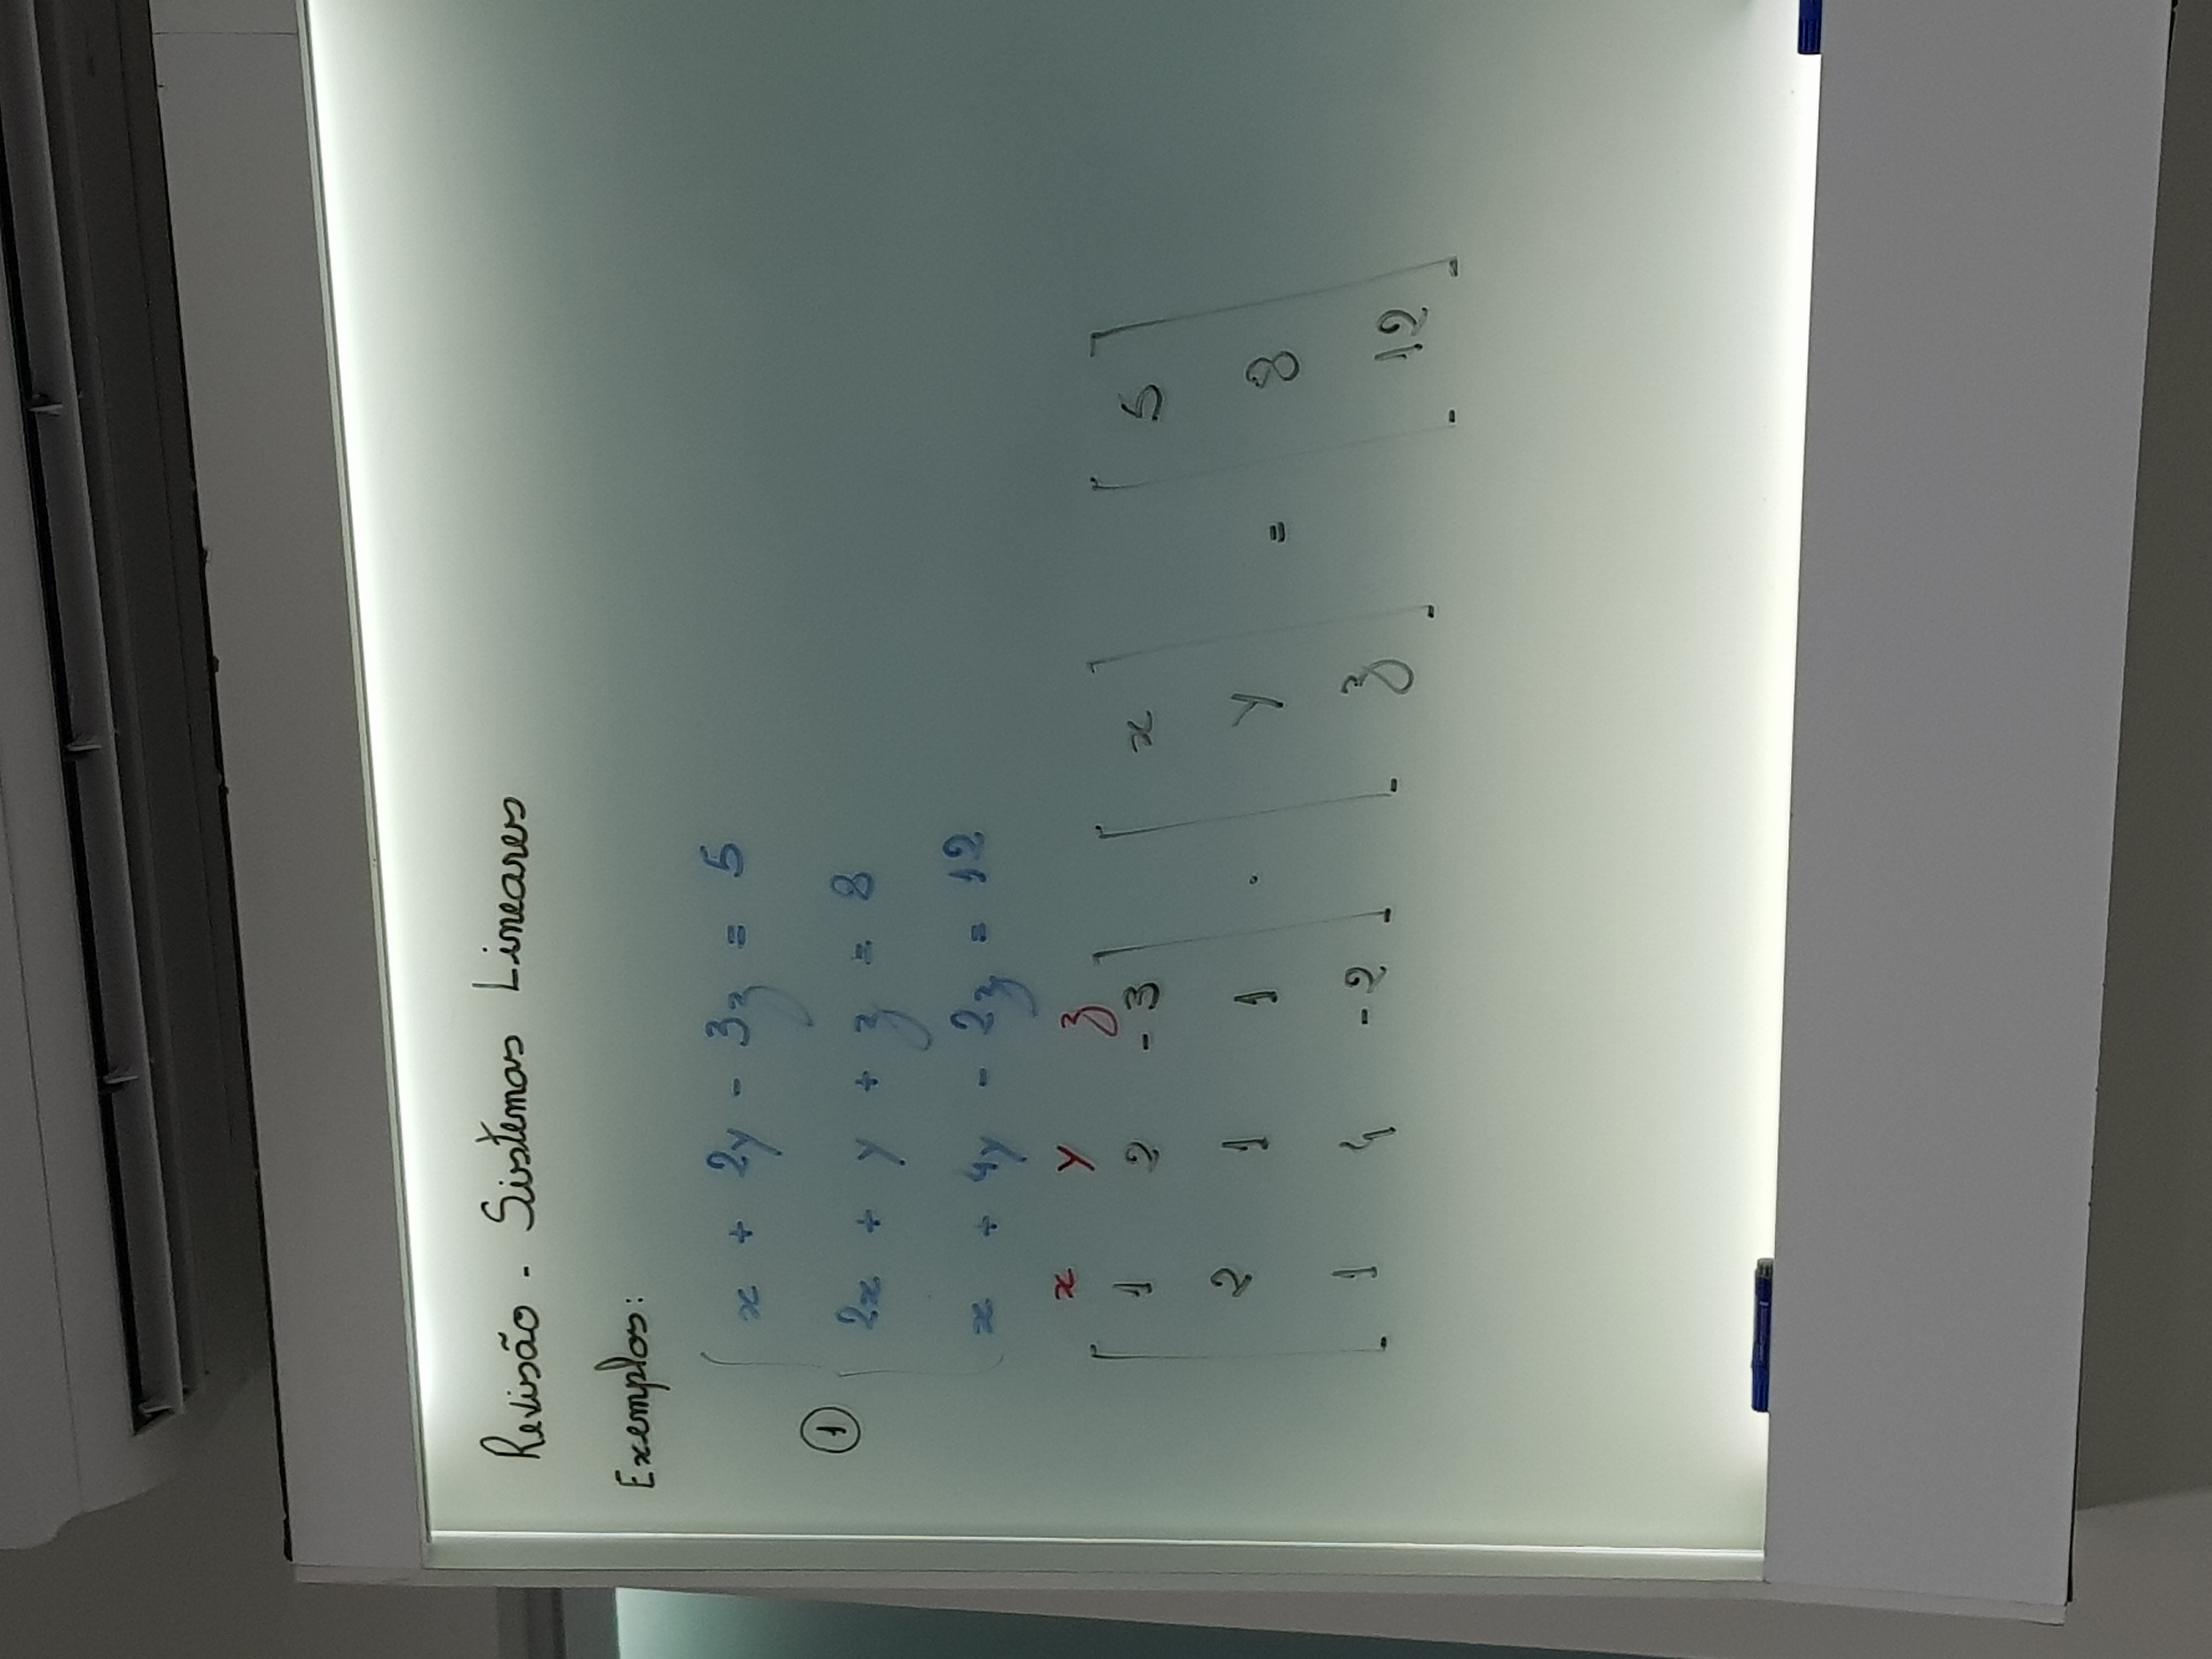 Revisão - Sistemas Lineares
Exemplos:
x + 2y - 3z = 5
①
2x + y + z = 8
x + 4y - 2z = 12
x y z
1 2 -3 x 5
2 1 1 . y = 8
1 4 -2 z 12